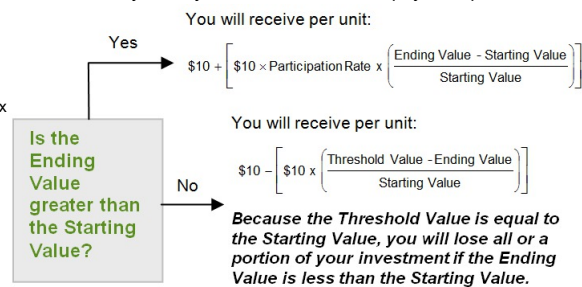 You will receive per unit:
Yes
$10 + [ $10 × Participation Rate x ( Ending Value - Starting Value
Starting Value ) ]
x
Is the
Ending
Value
greater than
the Starting
Value?
No
You will receive per unit:
$10 – [ $10 x ( Threshold Value - Ending Value
Starting Value ) ]
Because the Threshold Value is equal to
the Starting Value, you will lose all or a
portion of your investment if the Ending
Value is less than the Starting Value.